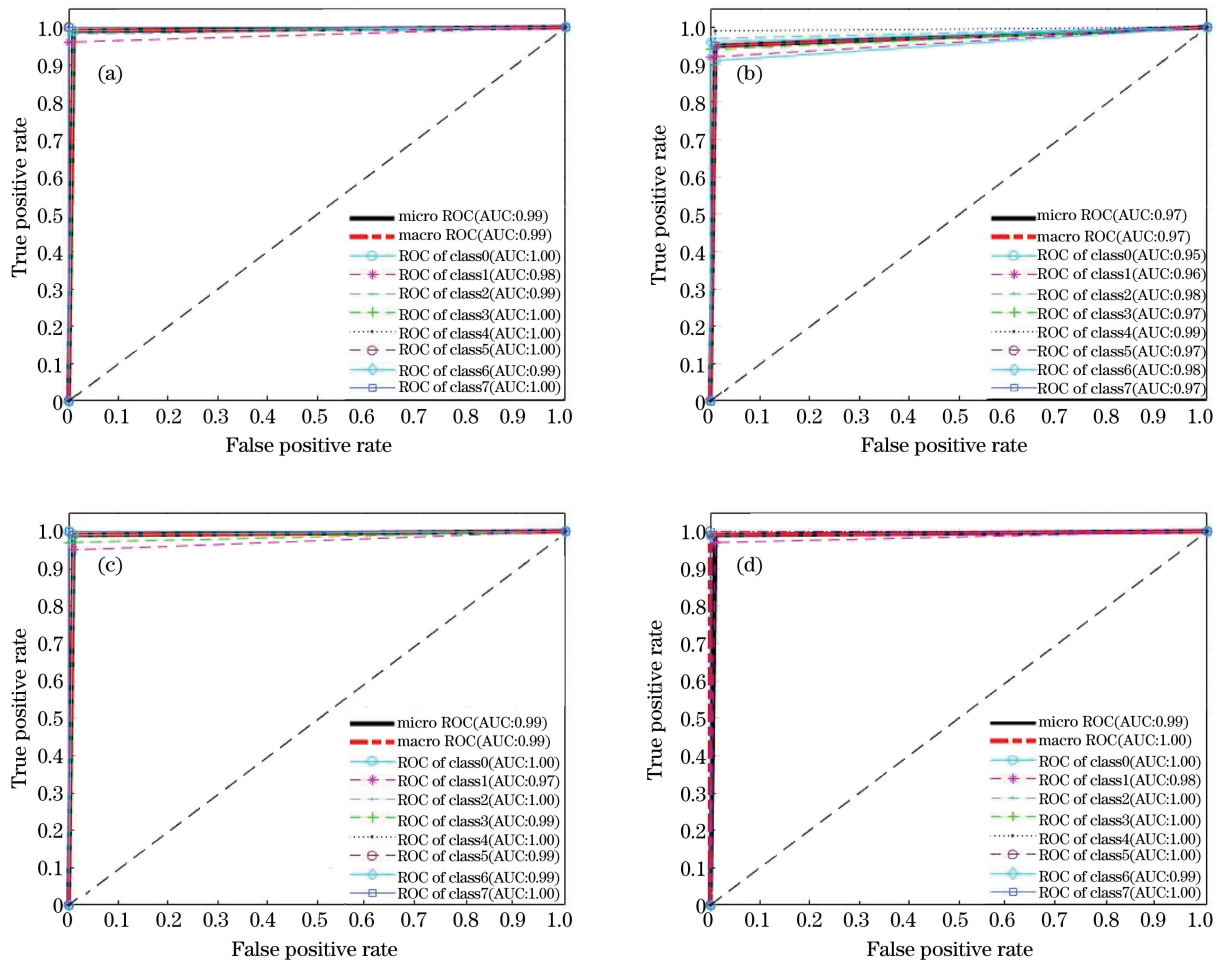 (a)
True positive rate
1.0
0.9
0.8
0.7
0.6
0.5
0.4
0.3
0.2
0.1
0
micro ROC(AUC:0.99)
macro ROC(AUC:0.99)
ROC of class0(AUC:1.00)
ROC of class1(AUC:0.98)
ROC of class2(AUC:0.99)
ROC of class3(AUC:1.00)
ROC of class4(AUC:1.00)
ROC of class5(AUC:1.00)
ROC of class6(AUC:0.99)
ROC of class7(AUC:1.00)
0 0.1 0.2 0.3 0.4 0.5 0.6 0.7 0.8 0.9 1.0
False positive rate
(b)
True positive rate
1.0
0.9
0.8
0.7
0.6
0.5
0.4
0.3
0.2
0.1
0
micro ROC(AUC:0.97)
macro ROC(AUC:0.97)
ROC of class0(AUC:0.95)
ROC of class1(AUC:0.96)
ROC of class2(AUC:0.98)
ROC of class3(AUC:0.97)
ROC of class4(AUC:0.99)
ROC of class5(AUC:0.97)
ROC of class6(AUC:0.98)
ROC of class7(AUC:0.97)
0 0.1 0.2 0.3 0.4 0.5 0.6 0.7 0.8 0.9 1.0
False positive rate
(c)
True positive rate
1.0
0.9
0.8
0.7
0.6
0.5
0.4
0.3
0.2
0.1
0
micro ROC(AUC:0.99)
macro ROC(AUC:0.99)
ROC of class0(AUC:1.00)
ROC of class1(AUC:0.97)
ROC of class2(AUC:1.00)
ROC of class3(AUC:0.99)
ROC of class4(AUC:1.00)
ROC of class5(AUC:0.99)
ROC of class6(AUC:0.99)
ROC of class7(AUC:1.00)
0 0.1 0.2 0.3 0.4 0.5 0.6 0.7 0.8 0.9 1.0
False positive rate
(d)
True positive rate
1.0
0.9
0.8
0.7
0.6
0.5
0.4
0.3
0.2
0.1
0
micro ROC(AUC:0.99)
macro ROC(AUC:1.00)
ROC of class0(AUC:1.00)
ROC of class1(AUC:0.98)
ROC of class2(AUC:1.00)
ROC of class3(AUC:1.00)
ROC of class4(AUC:1.00)
ROC of class5(AUC:1.00)
ROC of class6(AUC:0.99)
ROC of class7(AUC:1.00)
0 0.1 0.2 0.3 0.4 0.5 0.6 0.7 0.8 0.9 1.0
False positive rate